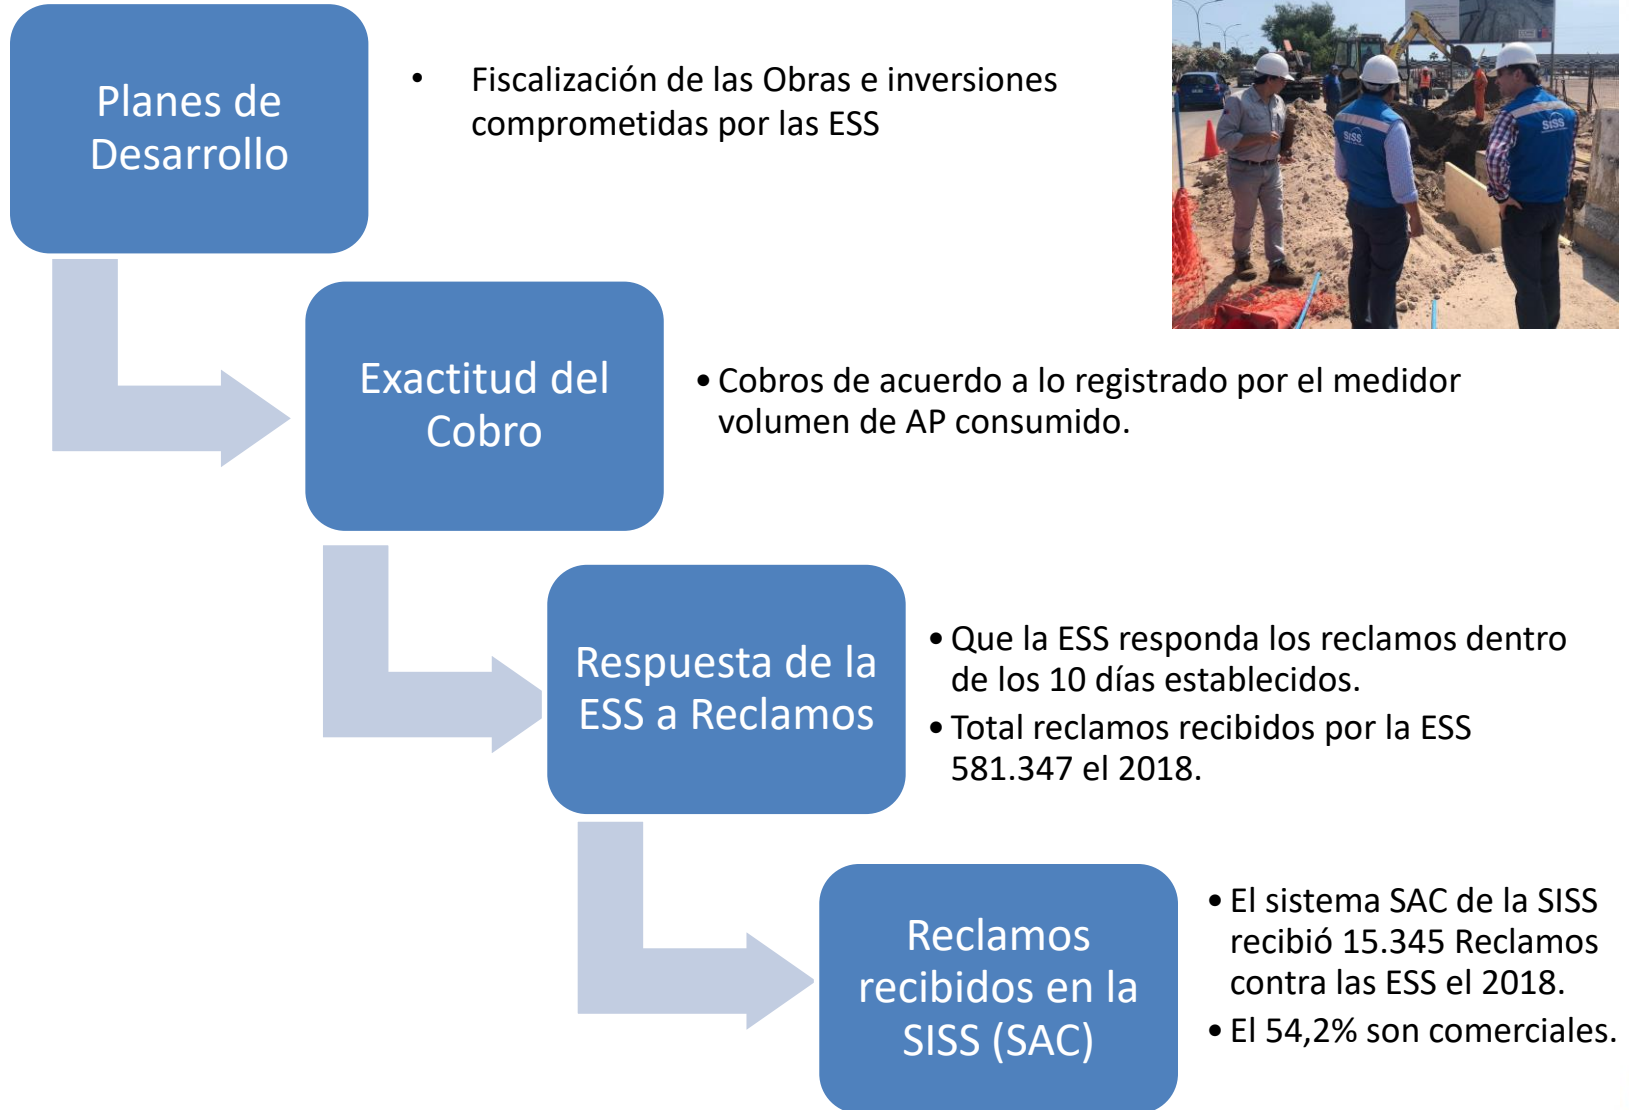 Planes de
Desarrollo
• Fiscalización de las Obras e inversiones
comprometidas por las ESS
SISS
SISS
Exactitud del
Cobro
• Cobros de acuerdo a lo registrado por el medidor
volumen de AP consumido.
Respuesta de la
ESS a Reclamos
• Que la ESS responda los reclamos dentro
de los 10 días establecidos.
• Total reclamos recibidos por la ESS
581.347 el 2018.
Reclamos
recibidos en la
SISS (SAC)
• El sistema SAC de la SISS
recibió 15.345 Reclamos
contra las ESS el 2018.
• El 54,2% son comerciales.